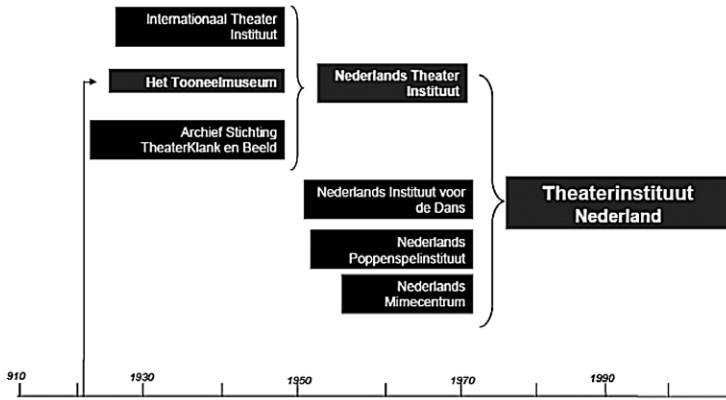 Internationaal Theater
Instituut
Het Tooneelmuseum
Archief Stichting
TheaterKlank en Beeld
Nederlands Theater
Instituut
Nederlands Instituut voor
de Dans
Nederlands
Poppenspelinstituut
Nederlands
Mimecentrum
Theaterinstituut
Nederland
910
1930
1950
1970
1990